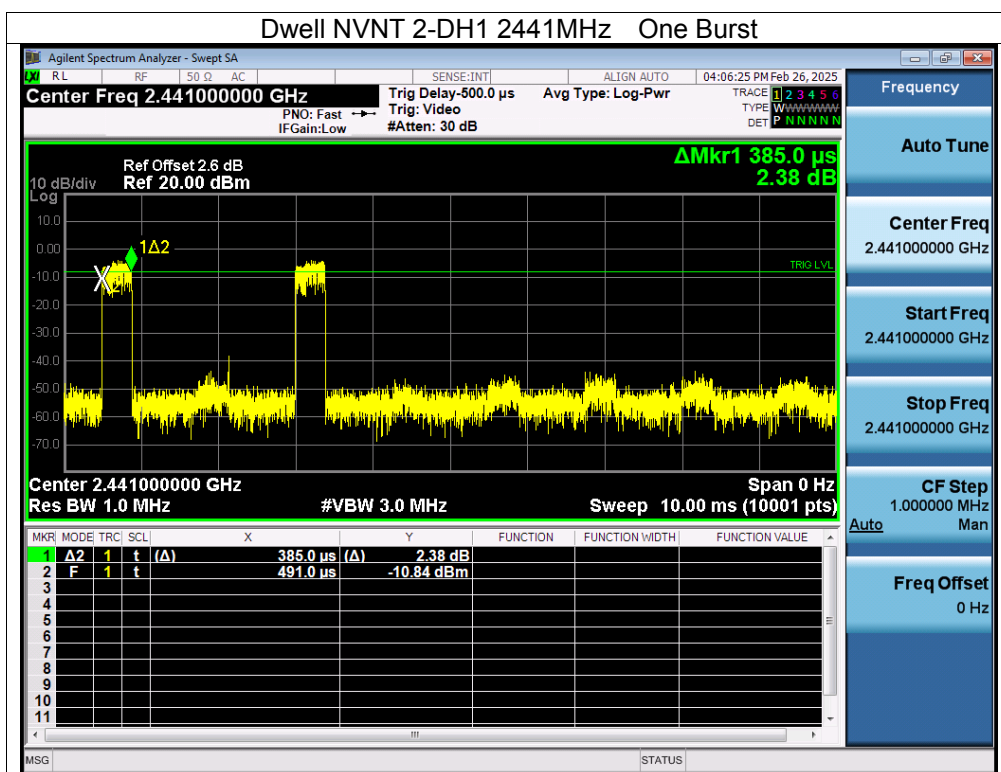 Dwell NVNT 2-DH1 2441MHz One Burst
Agilent Spectrum Analyzer - Swept SA
LXI RL RF 50 Ω AC SENSE:INT ALIGN AUTO 04:06:25 PM Feb 26, 2025
Center Freq 2.441000000 GHz
PNO: Fast
IFGain:Low
Trig Delay-500.0 µs
Trig: Video
#Atten: 30 dB
Avg Type: Log-Pwr
TRACE 1 2 3 4 5 6
TYPE WWWWWWW
DET P N N N N N
ΔMkr1 385.0 µs
2.38 dB
Ref Offset 2.6 dB
10 dB/div Ref 20.00 dBm
Log
10.0
0.00
-10.0
-20.0
-30.0
-40.0
-50.0
-60.0
-70.0
1Δ2
2
TRIG LVL
Center 2.441000000 GHz Span 0 Hz
Res BW 1.0 MHz #VBW 3.0 MHz Sweep 10.00 ms (10001 pts)
MKR MODE TRC SCL X Y FUNCTION FUNCTION WIDTH FUNCTION VALUE
1 Δ2 1 t (Δ) 385.0 µs (Δ) 2.38 dB
2 F 1 t 491.0 µs -10.84 dBm
3
4
5
6
7
8
9
10
11
MSG STATUS
Frequency
Auto Tune
Center Freq
2.441000000 GHz
Start Freq
2.441000000 GHz
Stop Freq
2.441000000 GHz
CF Step
1.000000 MHz
Auto Man
Freq Offset
0 Hz